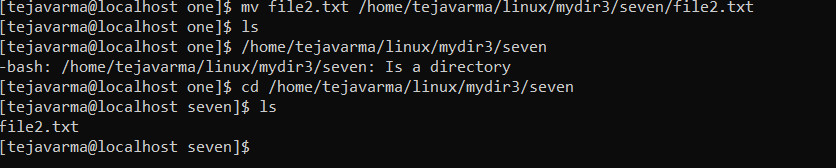 [tejavarma@localhost one]$ mv file2.txt /home/tejavarma/linux/mydir3/seven/file2.txt
[tejavarma@localhost one]$ ls
[tejavarma@localhost one]$ /home/tejavarma/linux/mydir3/seven
-bash: /home/tejavarma/linux/mydir3/seven: Is a directory
[tejavarma@localhost one]$ cd /home/tejavarma/linux/mydir3/seven
[tejavarma@localhost seven]$ ls
file2.txt
[tejavarma@localhost seven]$